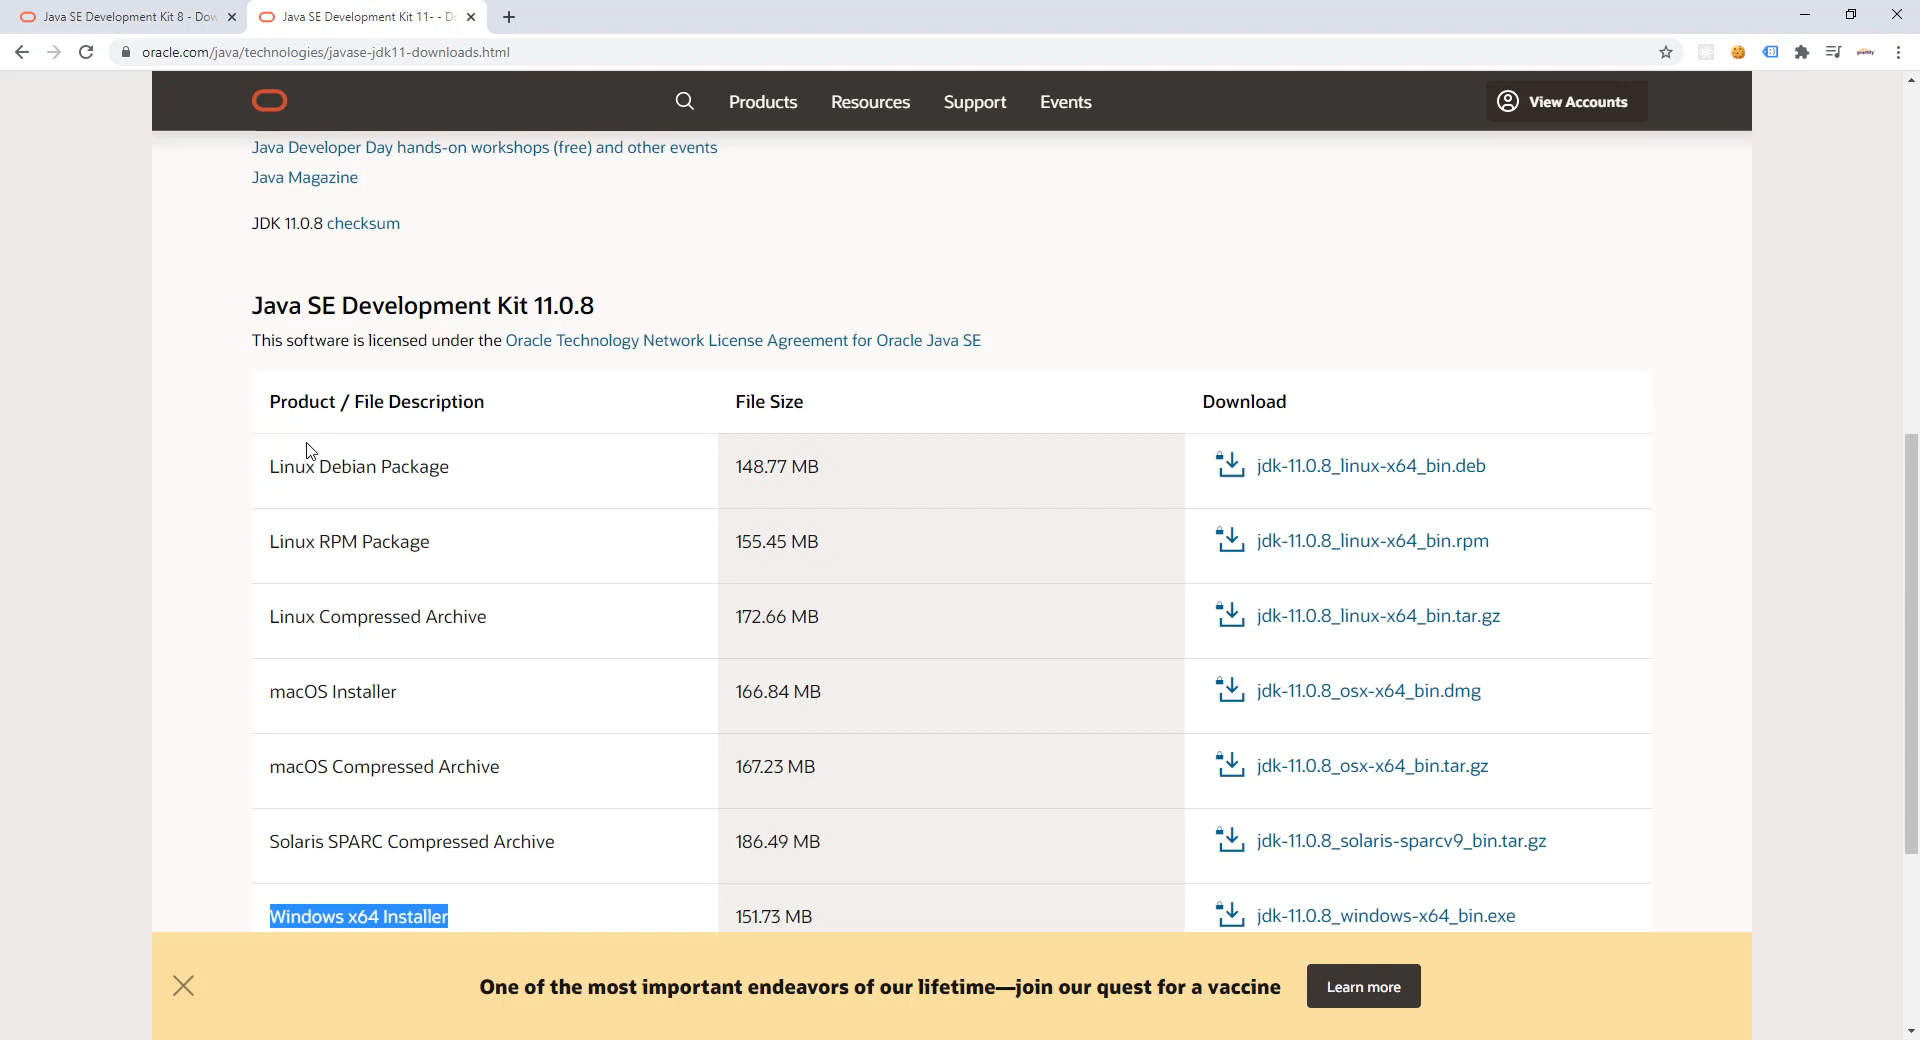 Java SE Development Kit 8 - Dow
Java SE Development Kit 11- - Do
oracle.com/java/technologies/javase-jdk11-downloads.html
Products
Resources
Support
Events
View Accounts
Java Developer Day hands-on workshops (free) and other events
Java Magazine
JDK 11.0.8 checksum
Java SE Development Kit 11.0.8
This software is licensed under the Oracle Technology Network License Agreement for Oracle Java SE
Product / File Description File Size Download
Linux Debian Package 148.77 MB jdk-11.0.8_linux-x64_bin.deb
Linux RPM Package 155.45 MB jdk-11.0.8_linux-x64_bin.rpm
Linux Compressed Archive 172.66 MB jdk-11.0.8_linux-x64_bin.tar.gz
macOS Installer 166.84 MB jdk-11.0.8_osx-x64_bin.dmg
macOS Compressed Archive 167.23 MB jdk-11.0.8_osx-x64_bin.tar.gz
Solaris SPARC Compressed Archive 186.49 MB jdk-11.0.8_solaris-sparcv9_bin.tar.gz
Windows x64 Installer 151.73 MB jdk-11.0.8_windows-x64_bin.exe
One of the most important endeavors of our lifetime—join our quest for a vaccine
Learn more